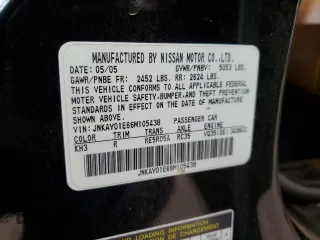 MANUFACTURED BY NISSAN MOTOR CO.,LTD.
DATE: 05/05 GVWR/PNBV: 5053 LBS.
GAWR/PNBE FR: 2452 LBS. RR: 2624 LBS.
THIS VEHICLE CONFORMS TO ALL APPLICABLE FEDERAL
MOTOR VEHICLE SAFETY,BUMPER,AND THEFT PREVENTION
STANDARDS IN EFFECT ON THE DATE OF MANUFACTURE
SHOWN ABOVE.
VIN: JNKAY01E66M105438 PASSENGER CAR
COLOR TRIM TRANS AXLE ENGINE
KH3 R RE5R05A RC35
JNKAY01E66M105438